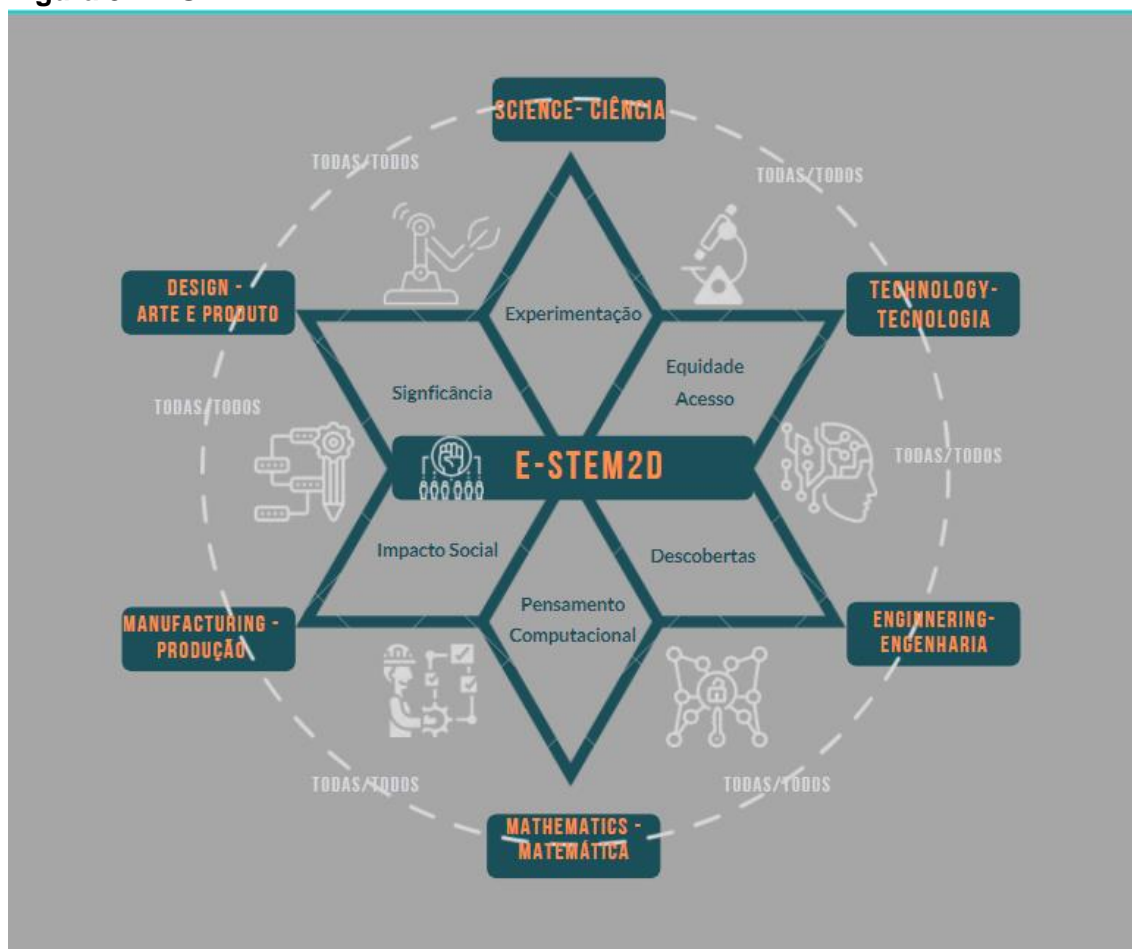 SCIENCE- CIÊNCIA
TODAS/TODOS
TODAS/TODOS
DESIGN -
ARTE E PRODUTO
TECHNOLOGY-
TECNOLOGIA
Experimentação
Signficância
Equidade
Acesso
TODAS/TODOS
E-STEM2D
TODAS/TODOS
Impacto Social
Descobertas
Pensamento
Computacional
MANUFACTURING -
PRODUÇÃO
ENGINNERING-
ENGENHARIA
TODAS/TODOS
TODAS/TODOS
MATHEMATICS -
MATEMÁTICA